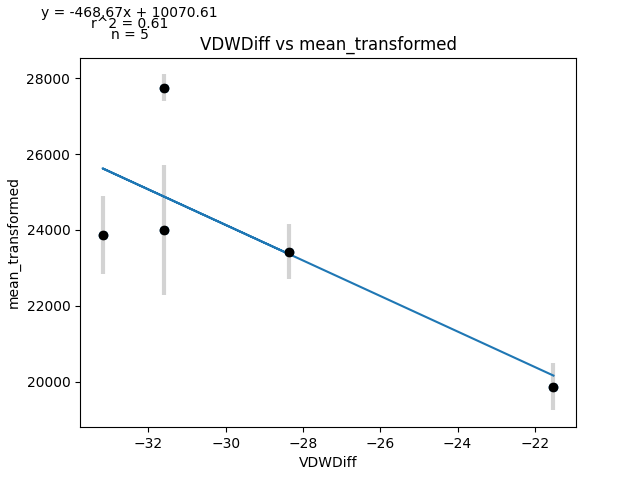 y = -468.67x + 10070.61
r^2 = 0.61
n = 5
VDWDiff vs mean_transformed
28000
26000
24000
22000
20000
mean_transformed
−32 −30 −28 −26 −24 −22
VDWDiff